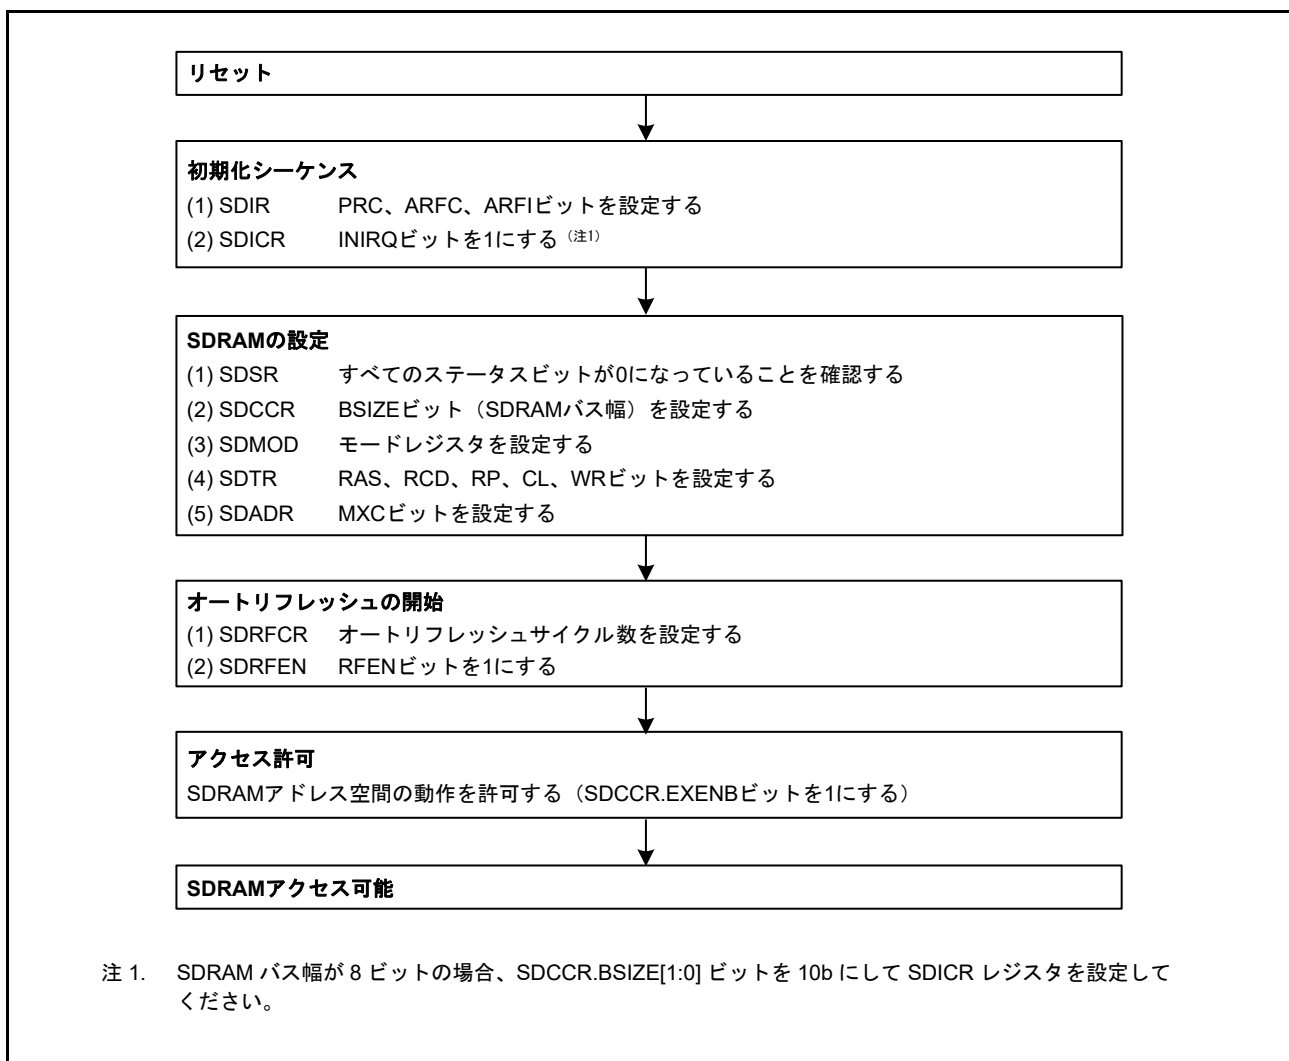 リセット
初期化シーケンス
(1) SDIR PRC、ARFC、ARFIビットを設定する
(2) SDICR INIRQビットを1にする（注1）
SDRAMの設定
(1) SDSR すべてのステータスビットが0になっていることを確認する
(2) SDCCR BSIZEビット（SDRAMバス幅）を設定する
(3) SDMOD モードレジスタを設定する
(4) SDTR RAS、RCD、RP、CL、WRビットを設定する
(5) SDADR MXCビットを設定する
オートリフレッシュの開始
(1) SDRFCR オートリフレッシュサイクル数を設定する
(2) SDRFEN RFENビットを1にする
アクセス許可
SDRAMアドレス空間の動作を許可する（SDCCR.EXENBビットを1にする）
SDRAMアクセス可能
注 1. SDRAM バス幅が 8 ビットの場合、SDCCR.BSIZE[1:0] ビットを 10b にして SDICR レジスタを設定して
ください。